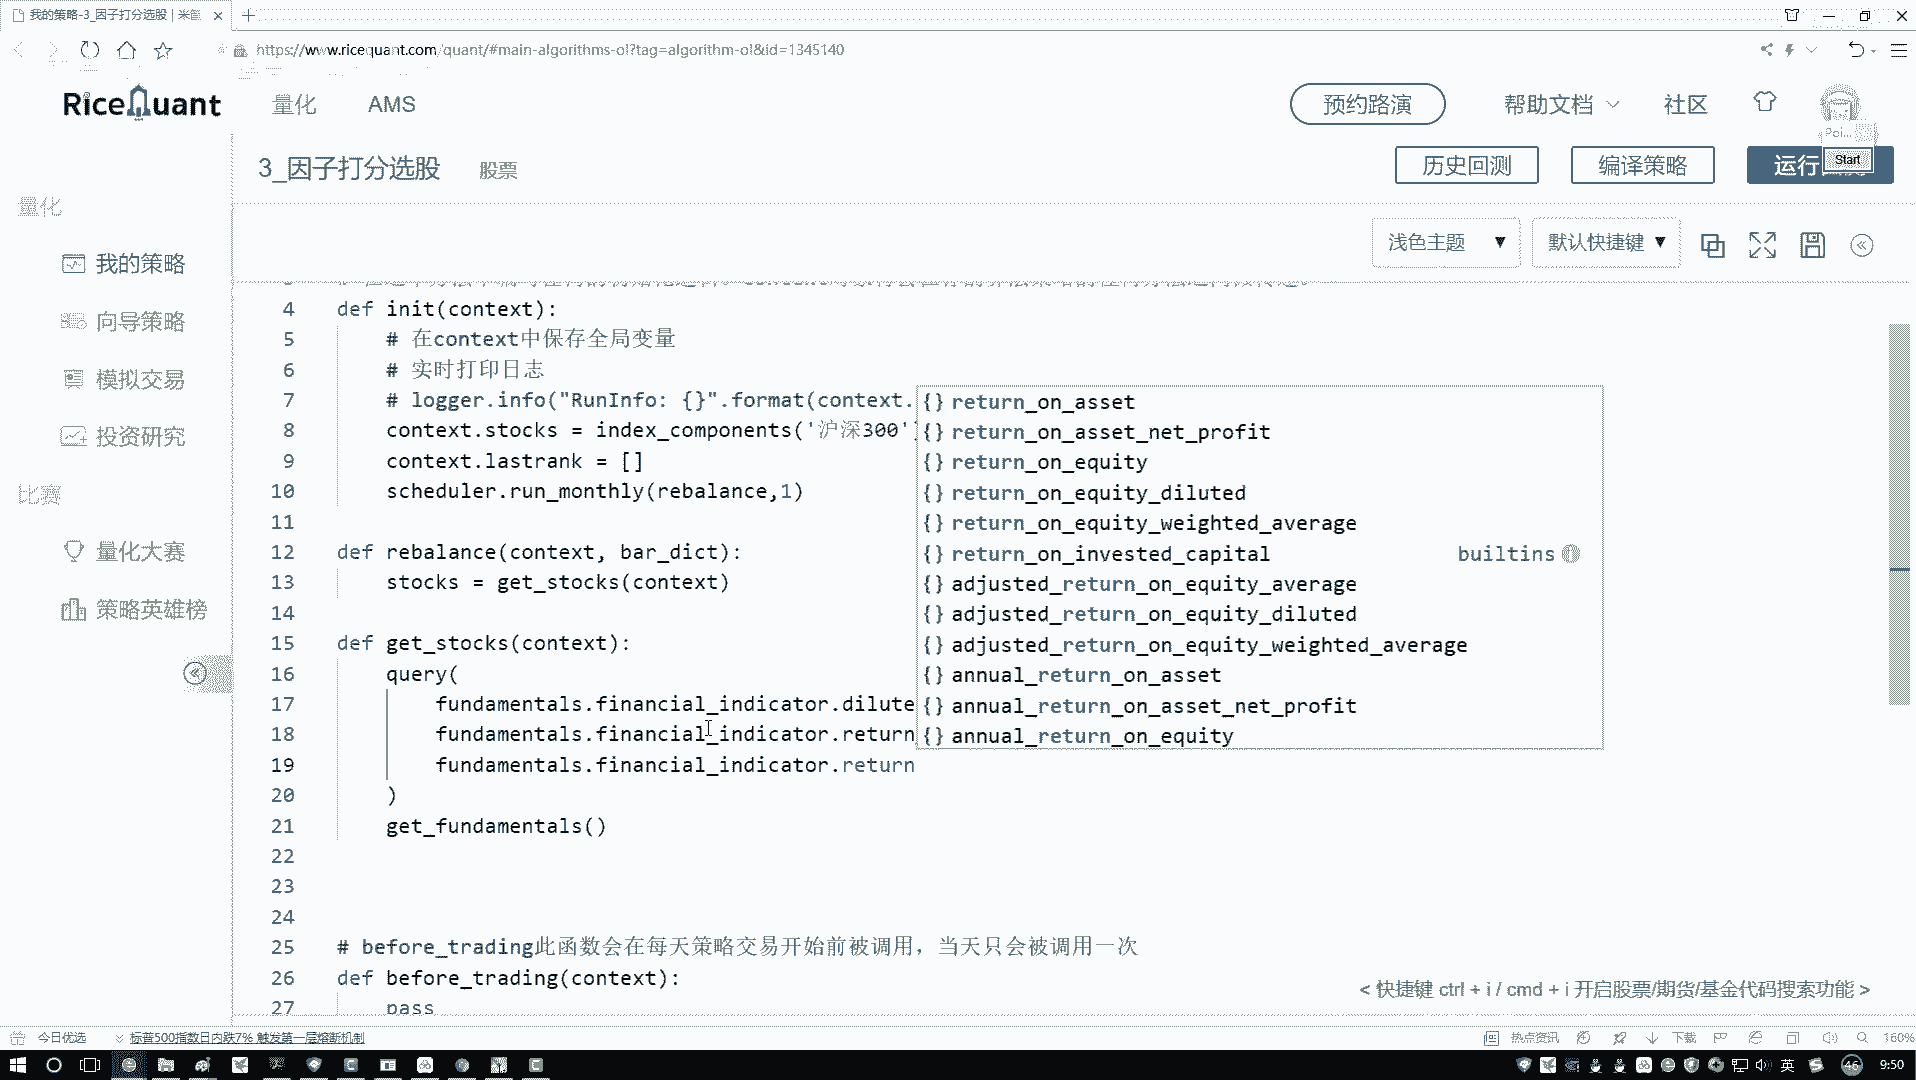 我的策略-3_因子打分选股 | 米筐
https://www.ricequant.com/quant/#main-algorithms-ol?tag=algorithm-ol&id=1345140
RiceQuant
量化
AMS
预约路演
帮助文档
社区
Poi...
3_因子打分选股
股票
历史回测
编译策略
运行
Start
量化
我的策略
向导策略
模拟交易
投资研究
比赛
量化大赛
策略英雄榜
浅色主题
默认快捷键
4 def init(context):
5 # 在context中保存全局变量
6 # 实时打印日志
7 # logger.info("RunInfo: {}".format(context.
8 context.stocks = index_components('沪深300')
9 context.lastrank = []
10 scheduler.run_monthly(rebalance,1)
11
12 def rebalance(context, bar_dict):
13 stocks = get_stocks(context)
14
15 def get_stocks(context):
16 query(
17 fundamentals.financial_indicator.dilute
18 fundamentals.financial_indicator.return
19 fundamentals.financial_indicator.return
20 )
21 get_fundamentals()
22
23
24
25 # before_trading此函数会在每天策略交易开始前被调用，当天只会被调用一次
26 def before_trading(context):
27 pass
{} return_on_asset
{} return_on_asset_net_profit
{} return_on_equity
{} return_on_equity_diluted
{} return_on_equity_weighted_average
{} return_on_invested_capital builtins
{} adjusted_return_on_equity_average
{} adjusted_return_on_equity_diluted
{} adjusted_return_on_equity_weighted_average
{} annual_return_on_asset
{} annual_return_on_asset_net_profit
{} annual_return_on_equity
< 快捷键 ctrl + i / cmd + i 开启股票/期货/基金代码搜索功能 >
今日优选
标普500指数日内跌7% 触发第一层熔断机制
热点资讯
下载
160%
英
46
9:50